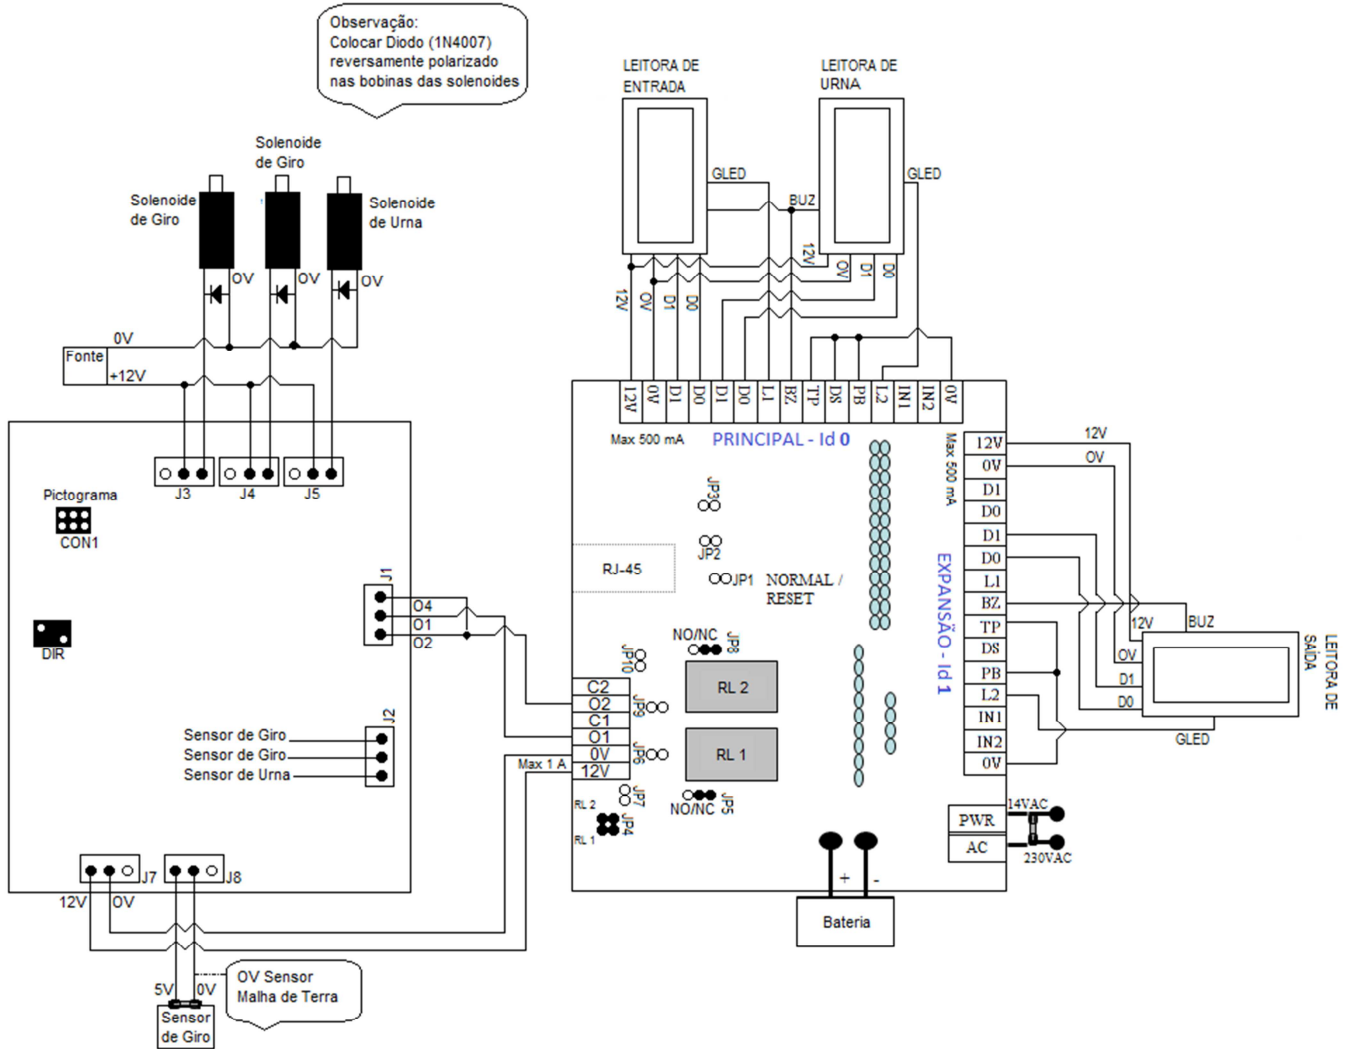 Observação:
Colocar Diodo (1N4007)
reversamente polarizado
nas bobinas das solenoides
LEITORA DE
ENTRADA
LEITORA DE
URNA
Solenoide
de Giro
Solenoide
de Giro
Solenoide
de Urna
GLED
BUZ
GLED
0V
0V
0V
12V
0V
D1
D0
12V
0V
D1
D0
Fonte
0V
+12V
12V
0V
D1
D0
D1
D0
L1
BZ
TP
DS
PB
L2
IN1
IN2
0V
Max 500 mA
PRINCIPAL - Id 0
Max 500 mA
EXPANSÃO - Id 1
12V
0V
D1
D0
D1
D0
L1
BZ
TP
DS
PB
L2
IN1
IN2
0V
12V
0V
BUZ
12V
0V
D1
D0
GLED
LEITORA DE
SAÍDA
J3
J4
J5
Pictograma
CON1
DIR
J1
O4
O1
O2
J2
Sensor de Giro
Sensor de Giro
Sensor de Urna
JP3
JP2
JP1
NORMAL /
RESET
RJ-45
NO/NC
JP8
JP10
RL 2
C2
O2
C1
O1
0V
12V
JP9
JP6
RL 1
Max 1 A
JP7
NO/NC
JP5
RL 2
RL 1
JP4
PWR
AC
14VAC
230VAC
+
-
Bateria
J7
J8
12V
0V
5V
0V
0V Sensor
Malha de Terra
Sensor
de Giro